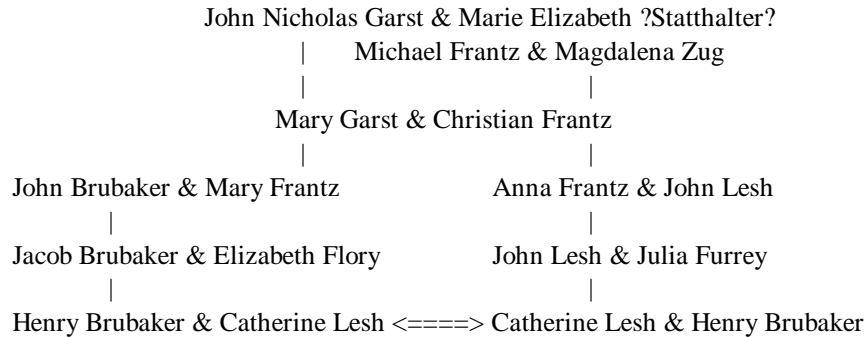 John Nicholas Garst & Marie Elizabeth ?Statthalter?
| Michael Frantz & Magdalena Zug
| |
Mary Garst & Christian Frantz
| |
John Brubaker & Mary Frantz Anna Frantz & John Lesh
| |
Jacob Brubaker & Elizabeth Flory John Lesh & Julia Furrey
| |
Henry Brubaker & Catherine Lesh <====> Catherine Lesh & Henry Brubaker